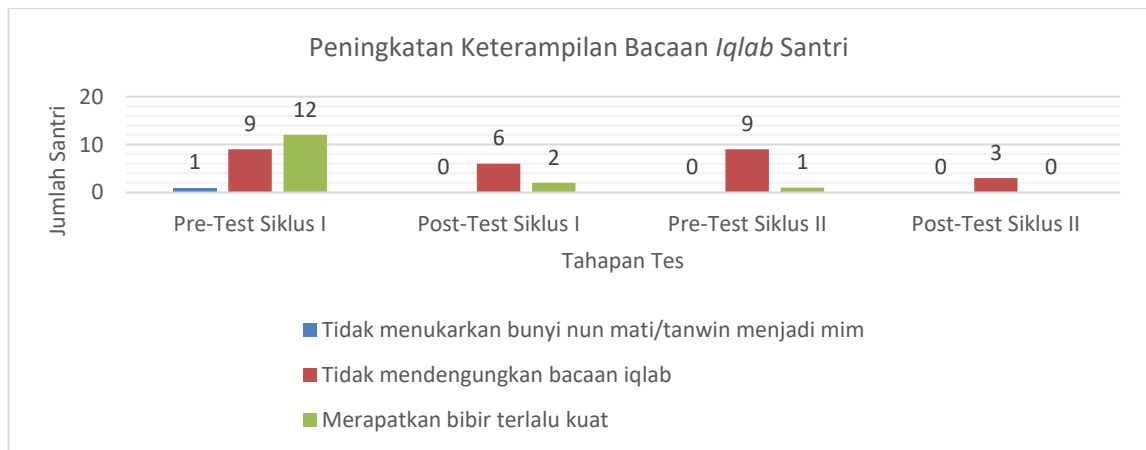 Peningkatan Keterampilan Bacaan Iqlab Santri
Jumlah Santri
20
10
0
1
9
12
0
6
2
0
9
1
0
3
0
Pre-Test Siklus I
Post-Test Siklus I
Pre-Test Siklus II
Post-Test Siklus II
Tahapan Tes
Tidak menukarkan bunyi nun mati/tanwin menjadi mim
Tidak mendengungkan bacaan iqlab
Merapatkan bibir terlalu kuat